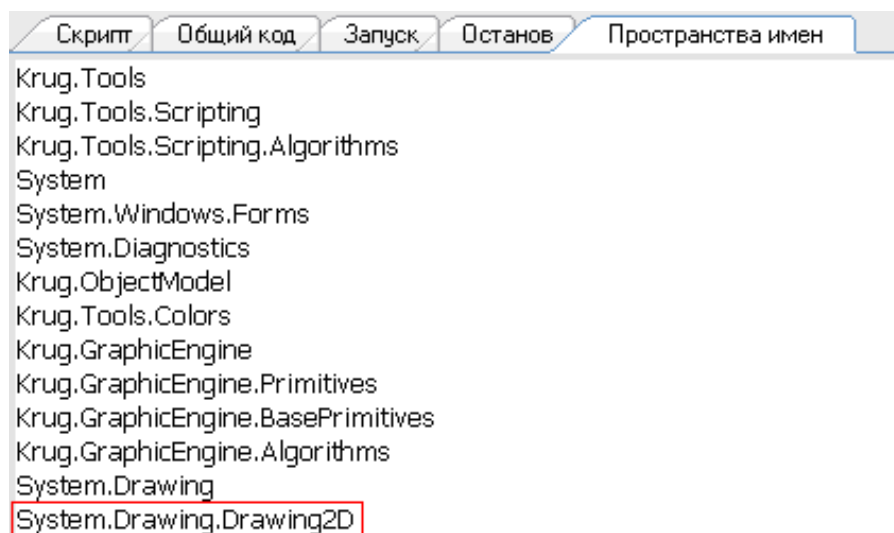 Скрипт Общий код Запуск Останов Пространства имен
Krug.Tools
Krug.Tools.Scripting
Krug.Tools.Scripting.Algorithms
System
System.Windows.Forms
System.Diagnostics
Krug.ObjectModel
Krug.Tools.Colors
Krug.GraphicEngine
Krug.GraphicEngine.Primitives
Krug.GraphicEngine.BasePrimitives
Krug.GraphicEngine.Algorithms
System.Drawing
System.Drawing.Drawing2D